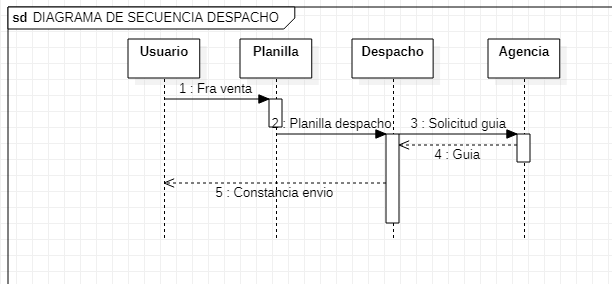 sd DIAGRAMA DE SECUENCIA DESPACHO
Usuario
Planilla
Despacho
Agencia
1 : Fra venta
2 : Planilla despacho
3 : Solicitud guia
4 : Guia
5 : Constancia envio